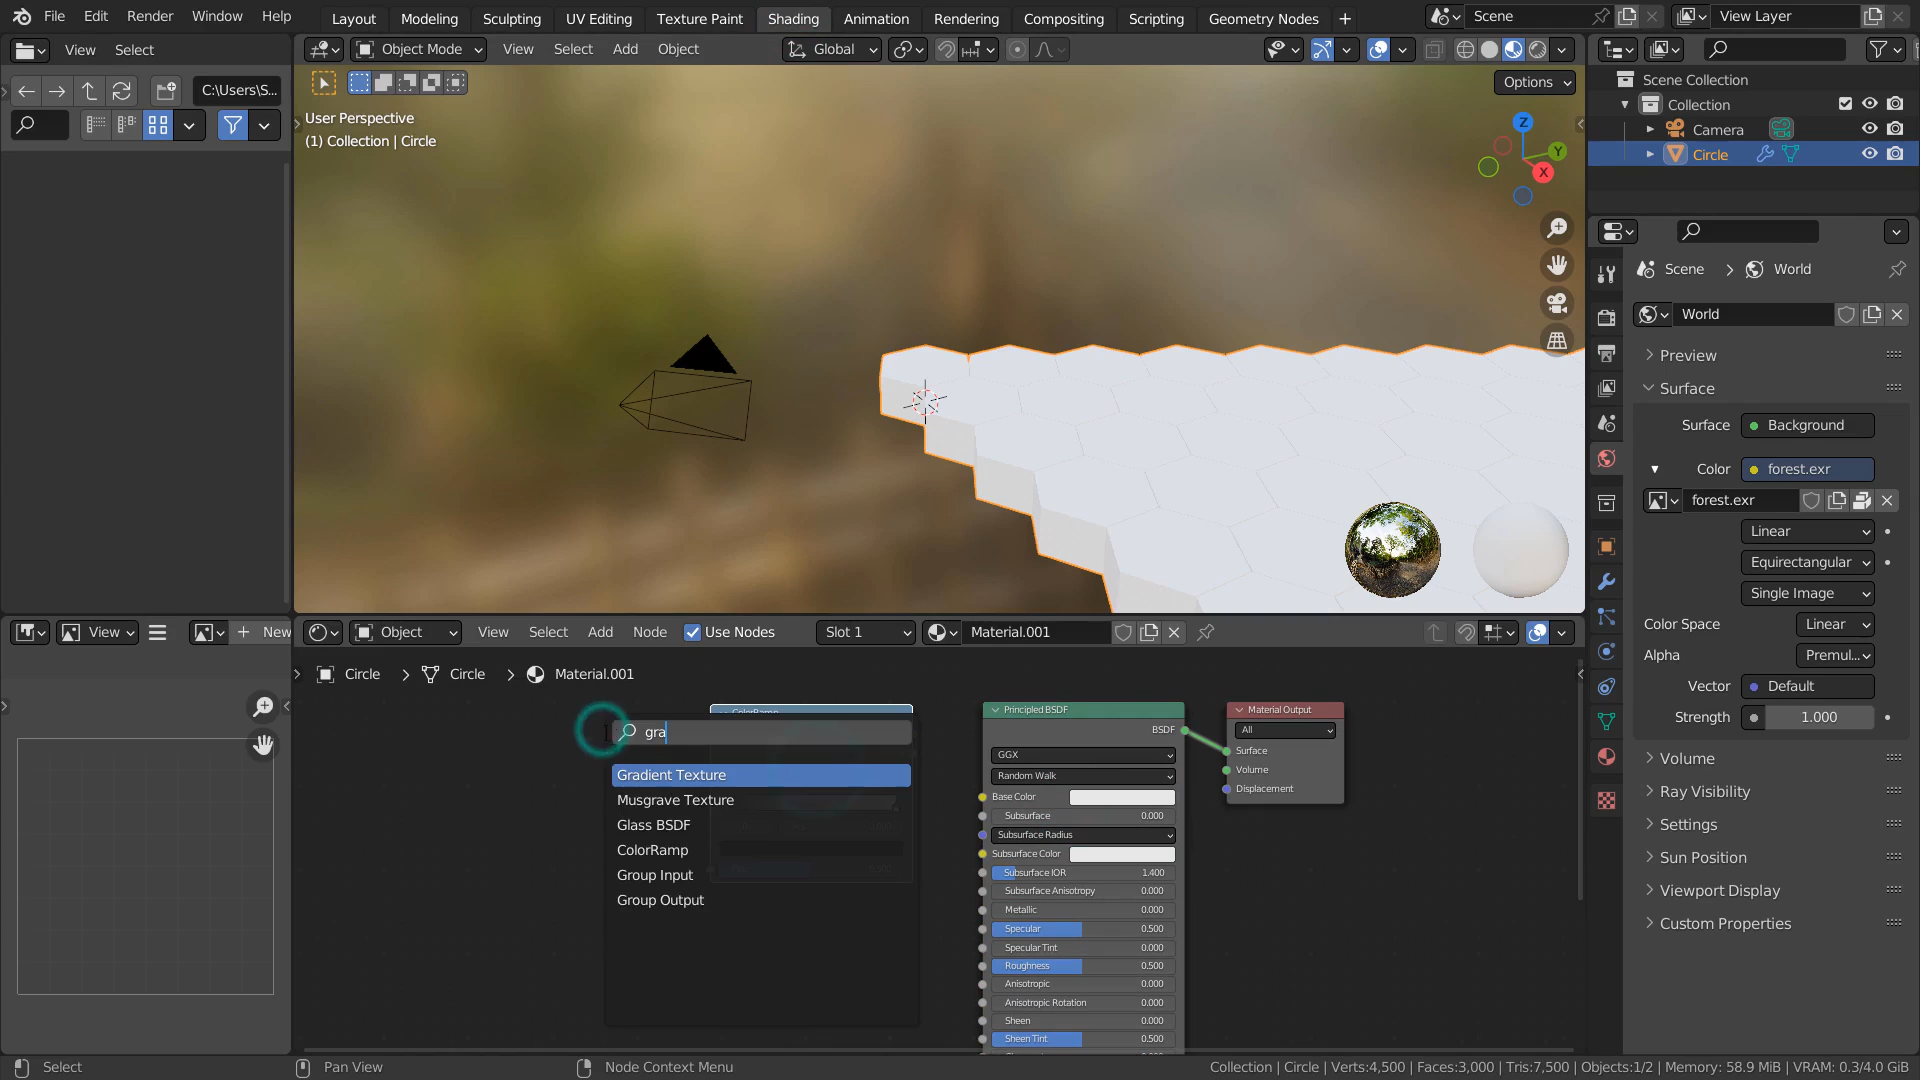 File Edit Render Window Help
Layout Modeling Sculpting UV Editing Texture Paint Shading Animation Rendering Compositing Scripting Geometry Nodes +
Scene
View Layer
View Select
Object Mode View Select Add Object
Global
C:\Users\S...
Options
User Perspective
(1) Collection | Circle
Z
Y
X
Scene Collection
Collection
Camera
Circle
Scene > World
World
Preview
Surface
Surface Background
Color forest.exr
forest.exr
Linear
Equirectangular
Single Image
Color Space Linear
Alpha Premul...
Vector Default
Strength 1.000
Volume
Ray Visibility
Settings
Sun Position
Viewport Display
Custom Properties
View
+ New
Object View Select Add Node Use Nodes Slot 1 Material.001
Circle > Circle > Material.001
ColorRamp
gra
Gradient Texture
Musgrave Texture
Glass BSDF
ColorRamp
Group Input
Group Output
Principled BSDF
BSDF
GGX
Random Walk
Base Color
Subsurface 0.000
Subsurface Radius
Subsurface Color
Subsurface IOR 1.400
Subsurface Anisotropy 0.000
Metallic 0.000
Specular 0.500
Specular Tint 0.000
Roughness 0.500
Anisotropic 0.000
Anisotropic Rotation 0.000
Sheen 0.000
Sheen Tint 0.500
Material Output
All
Surface
Volume
Displacement
Select
Pan View
Node Context Menu
Collection | Circle | Verts:4,500 | Faces:3,000 | Tris:7,500 | Objects:1/2 | Memory: 58.9 MiB | VRAM: 0.3/4.0 GiB